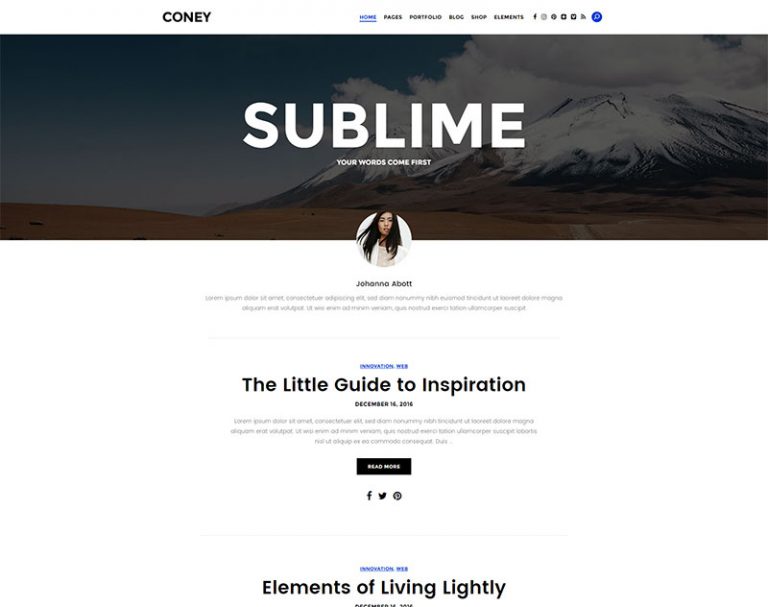 CONEY
HOME PAGES PORTFOLIO BLOG SHOP ELEMENTS
SUBLIME
YOUR WORDS COME FIRST
Johanna Abott
Lorem ipsum dolor sit amet, consectetuer adipiscing elit, sed diam nonummy nibh euismod tincidunt ut laoreet dolore magna
aliquam erat volutpat. Ut wisi enim ad minim veniam, quis nostrud exerci tation ullamcorper suscipit.
INNOVATION, WEB
The Little Guide to Inspiration
DECEMBER 16, 2016
Lorem ipsum dolor sit amet, consectetuer adipiscing elit, sed diam nonummy nibh euismod tincidunt ut laoreet dolore magna
aliquam erat volutpat. Ut wisi enim ad minim veniam, quis nostrud exerci tation ullamcorper suscipit lobortis
nisl ut aliquip ex ea commodo consequat. Duis ...
READ MORE
INNOVATION, WEB
Elements of Living Lightly
DECEMBER 16, 2016